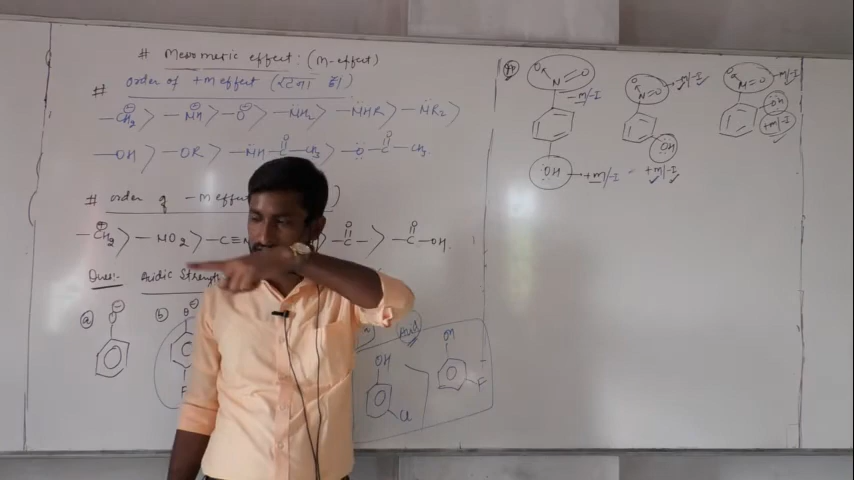 # Mesomeric effect: (M-effect)
# order of +M effect (रटना है।)
—CH₂⊖ > —NH⊖ > —O⊖ > —NH₂ > —NHR > —NR₂ >
—OH > —OR > —NH—C(=O)—CH₃ > —O—C(=O)—CH₃.
# order of —M effect
—CH₂⊕ > —NO₂ > —C≡N > —C(=O)— > —C(=O)—OH.
Ques:- Acidic Strength
ⓐ O⊖
ⓑ
Ans
OH
Cl
>
OH
F
O N=O
—M/-I
OH → +M/-I = +M/-I
O N=O —M/-I
OH
O N=O —M/-I
OH
+M/-I